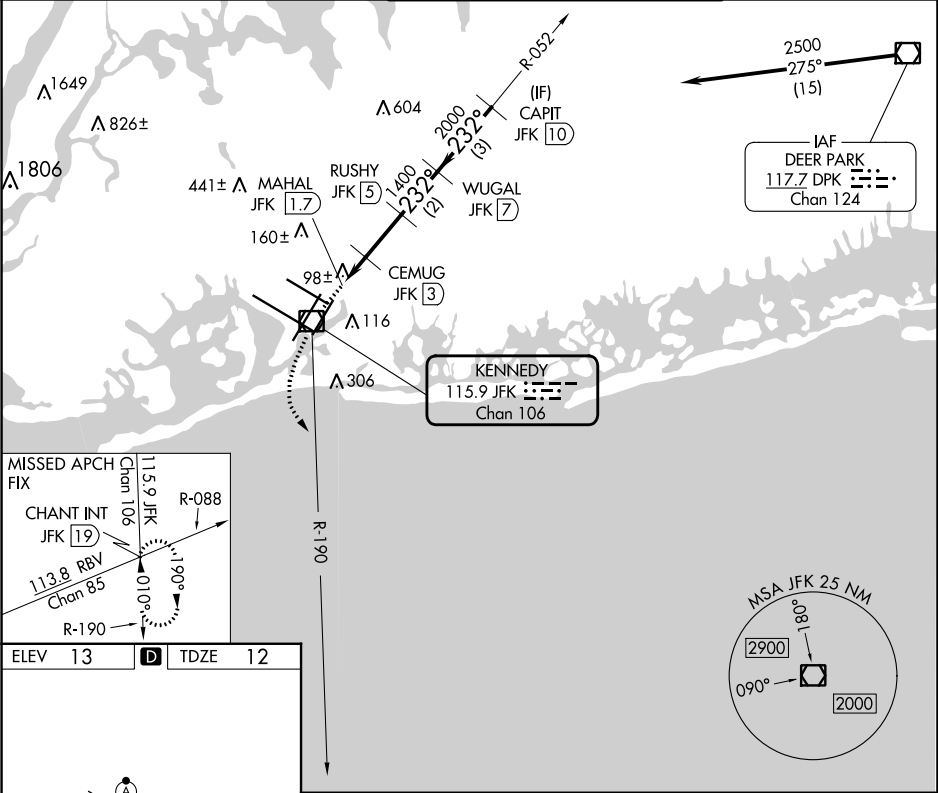 R-052
2500
275°
(15)
1649
826±
1806
604
(IF)
CAPIT
JFK 10
2000
232°
(3)
IAF
DEER PARK
117.7 DPK
Chan 124
441±
MAHAL
JFK 1.7
RUSHY
JFK 5
1400
232°
(2)
WUGAL
JFK 7
160±
98±
CEMUG
JFK 3
116
306
KENNEDY
115.9 JFK
Chan 106
R-190
MISSED APCH
FIX
Chan 106
115.9 JFK
R-088
CHANT INT
JFK 19
113.8 RBV
Chan 85
010°
190°
R-190
MSA JFK 25 NM
180°
2900
090°
2000
ELEV 13
D
TDZE 12
A